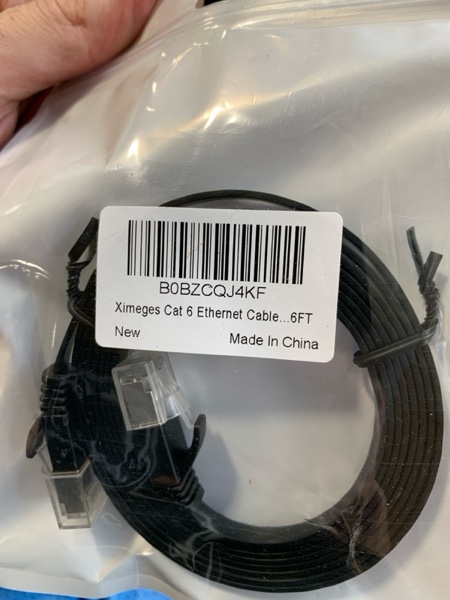 B0BZCQJ4KF
Ximeges Cat 6 Ethernet Cable...6FT
New
Made In China